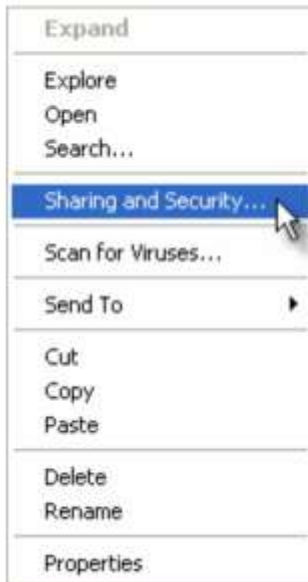 Expand
Explore
Open
Search...
Sharing and Security...
Scan for Viruses...
Send To
Cut
Copy
Paste
Delete
Rename
Properties